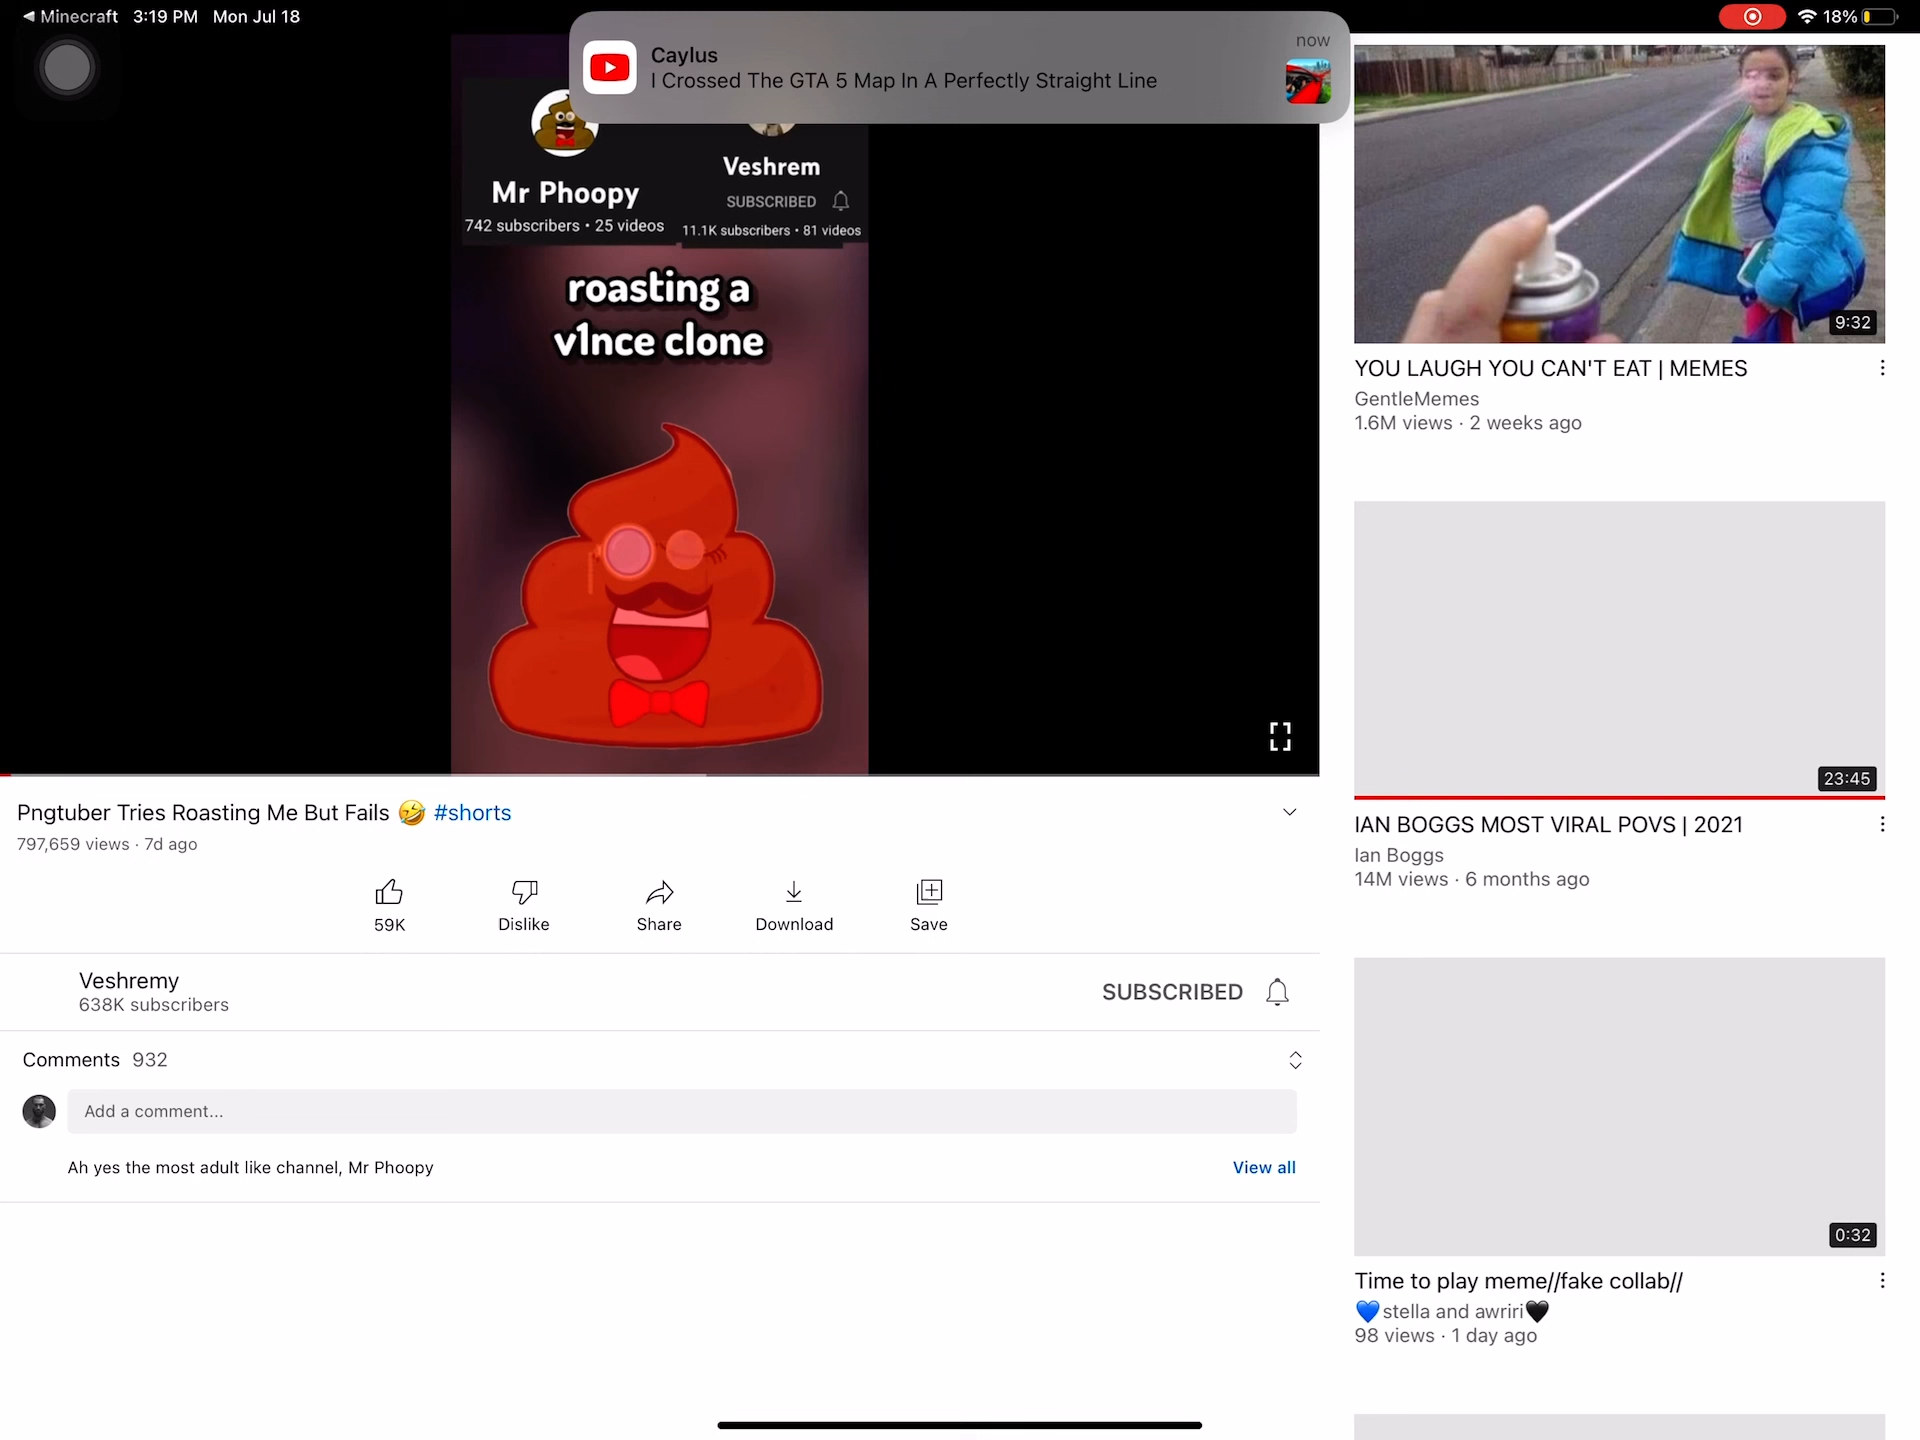 Minecraft 3:19 PM Mon Jul 18
18%
Caylus
now
I Crossed The GTA 5 Map In A Perfectly Straight Line
Mr Phoopy
742 subscribers • 25 videos
Veshrem
SUBSCRIBED
11.1K subscribers • 81 videos
roasting a
v1nce clone
Pngtuber Tries Roasting Me But Fails 🤣 #shorts
797,659 views · 7d ago
59K
Dislike
Share
Download
Save
Veshremy
638K subscribers
SUBSCRIBED
Comments 932
Add a comment...
Ah yes the most adult like channel, Mr Phoopy
View all
9:32
YOU LAUGH YOU CAN'T EAT | MEMES
GentleMemes
1.6M views · 2 weeks ago
23:45
IAN BOGGS MOST VIRAL POVS | 2021
Ian Boggs
14M views · 6 months ago
0:32
Time to play meme//fake collab//
💙stella and awriri🖤
98 views · 1 day ago